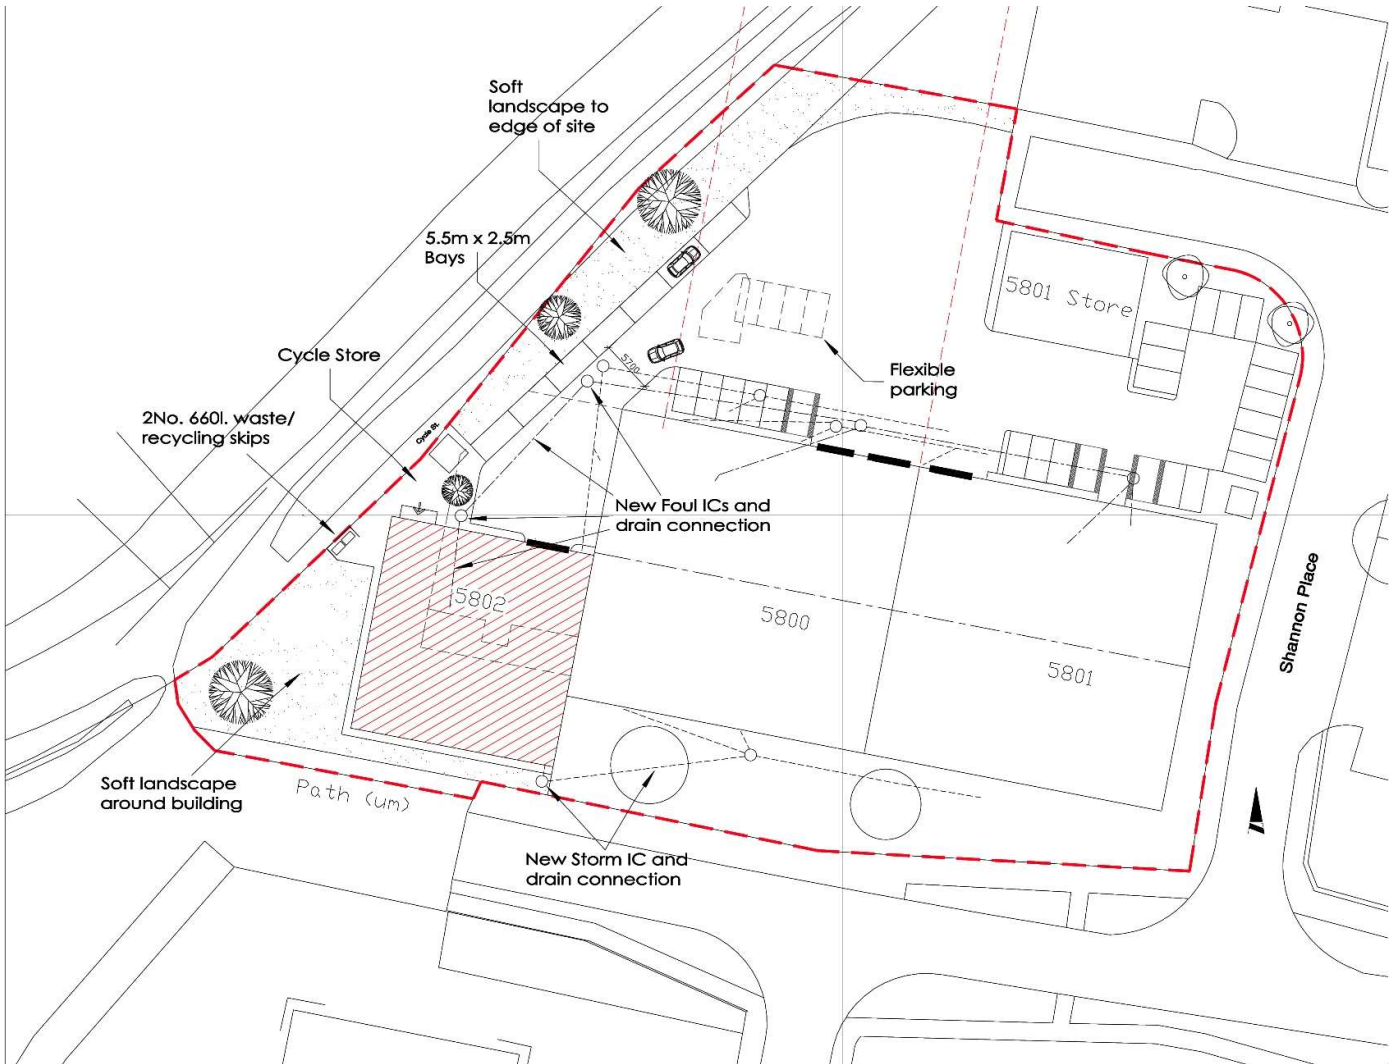 Soft
landscape to
edge of site
5.5m x 2.5m
Bays
Cycle Store
2No. 660l. waste/
recycling skips
Cycle St.
5700
5801 Store
Flexible
parking
New Foul ICs and
drain connection
5802
5800
5801
Shannon Place
Soft landscape
around building
Path (um)
New Storm IC and
drain connection